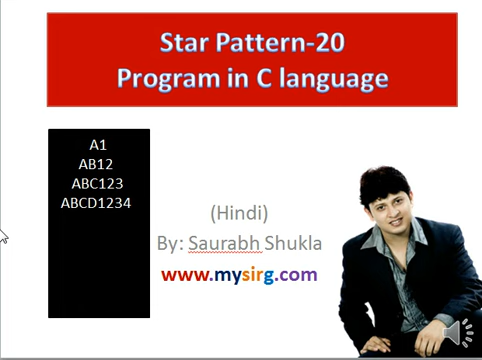 Star Pattern-20
Program in C language
A1
AB12
ABC123
ABCD1234
(Hindi)
By: Saurabh Shukla
www.mysirg.com